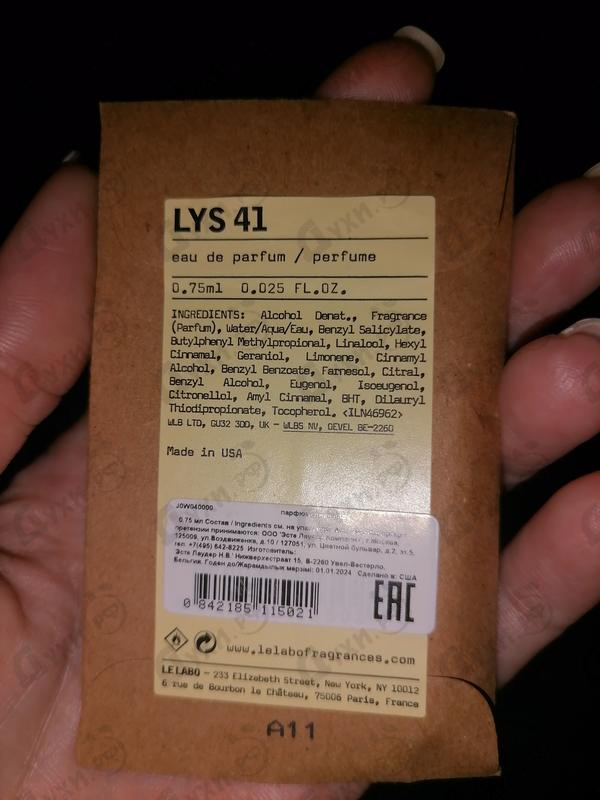 LYS 41
eau de parfum / perfume
0.75ml 0.025 FL.OZ.
INGREDIENTS: Alcohol Denat., Fragrance
(Parfum), Water/Aqua/Eau, Benzyl Salicylate,
Butylphenyl Methylpropional, Linalool, Hexyl
Cinnamal, Geraniol, Limonene, Cinnamyl
Alcohol, Benzyl Benzoate, Farnesol, Citral,
Benzyl Alcohol, Eugenol, Isoeugenol,
Citronellol, Amyl Cinnamal, BHT, Dilauryl
Thiodipropionate, Tocopherol. <ILN46962>
WLB LTD, GU32 3DD, UK - WLBS NV, OEVEL BE-2260
Made in USA
J0W040000
0.75 мл Состав / Ingredients см. на
претензии принимаются: ООО "Эсте
125009, ул.Воздвиженка, д.10 / 127051, ул. Цветной бульвар, д.2, эт.5,
тел. +7(495) 642-8225 Изготовитель:
Эсте Лаудер Н.В.' Нижверхестраат 15, B-2260 Увел-Вестерло,
Бельгия. Годен до/Жарамдылык мерзімі: 01.01.2024 Сделано в: США
0 842185 115021
EAC
www.lelabofragrances.com
LE LABO - 233 Elizabeth Street, New York, NY 10012
6 rue de Bourbon le Château, 75006 Paris, France
A11